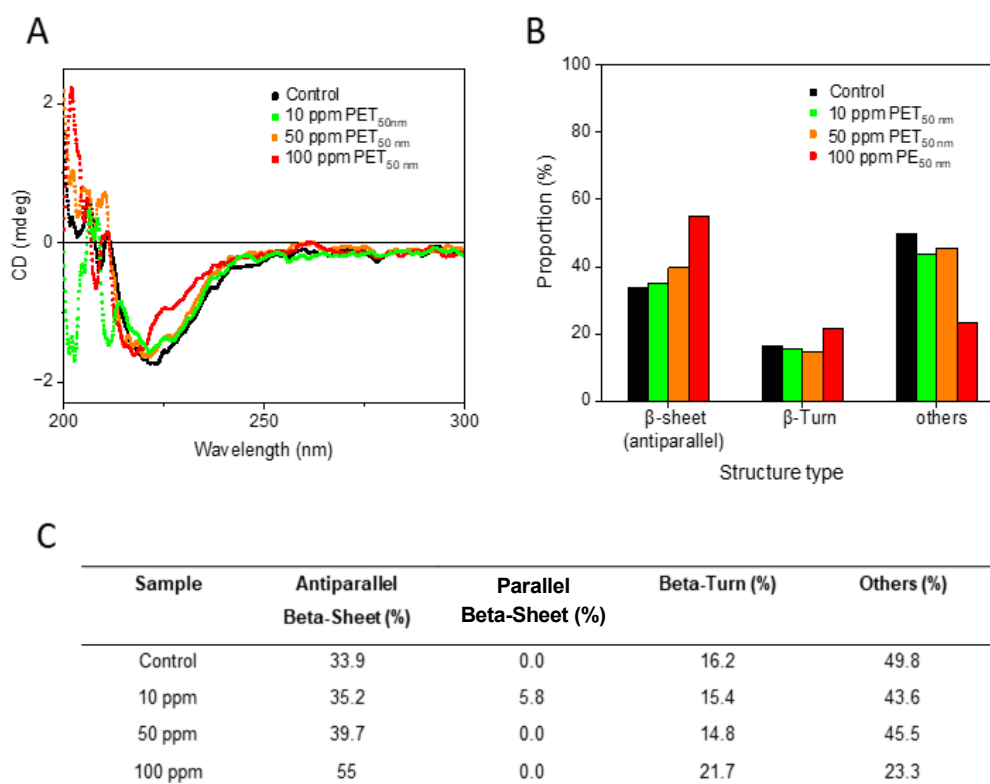 A
2
0
−2
CD (mdeg)
Control
10 ppm PET50nm
50 ppm PET50 nm
100 ppm PET50 nm
200
250
300
Wavelength (nm)
B
100
80
60
40
20
0
Proportion (%)
Control
10 ppm PET50nm
50 ppm PET50 nm
100 ppm PE50 nm
β-sheet
(antiparallel)
β-Turn
others
Structure type
C
Sample Antiparallel Parallel Beta-Turn (%) Others (%)
Beta-Sheet (%) Beta-Sheet (%)
Control 33.9 0.0 16.2 49.8
10 ppm 35.2 5.8 15.4 43.6
50 ppm 39.7 0.0 14.8 45.5
100 ppm 55 0.0 21.7 23.3